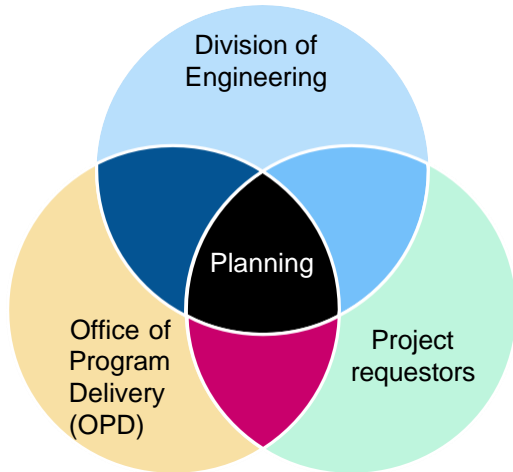 Division of
Engineering
Planning
Office of
Program
Delivery
(OPD)
Project
requestors